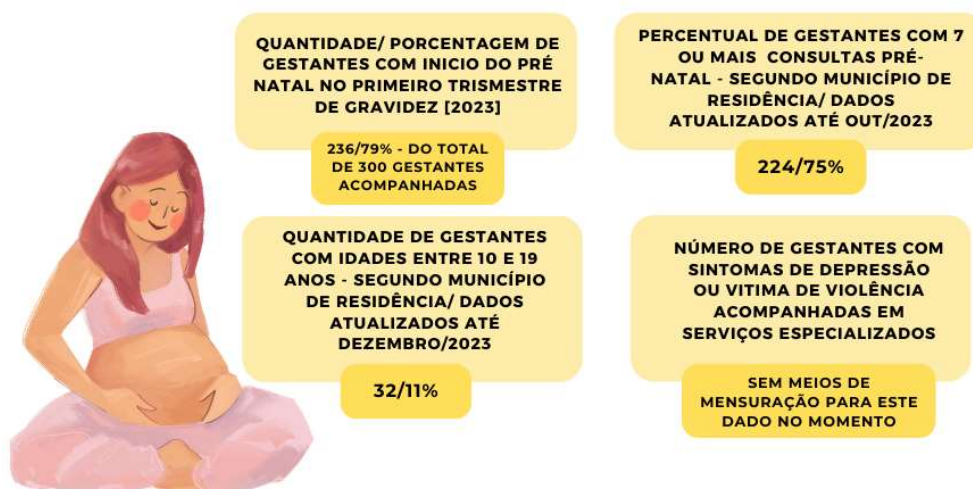 QUANTIDADE/ PORCENTAGEM DE
GESTANTES COM INICIO DO PRÉ
NATAL NO PRIMEIRO TRISMESTRE
DE GRAVIDEZ [2023]
236/79% - DO TOTAL
DE 300 GESTANTES
ACOMPANHADAS
PERCENTUAL DE GESTANTES COM 7
OU MAIS CONSULTAS PRÉ-
NATAL - SEGUNDO MUNICÍPIO DE
RESIDÊNCIA/ DADOS
ATUALIZADOS ATÉ OUT/2023
224/75%
QUANTIDADE DE GESTANTES
COM IDADES ENTRE 10 E 19
ANOS - SEGUNDO MUNICÍPIO
DE RESIDÊNCIA/ DADOS
ATUALIZADOS ATÉ
DEZEMBRO/2023
32/11%
NÚMERO DE GESTANTES COM
SINTOMAS DE DEPRESSÃO
OU VITIMA DE VIOLÊNCIA
ACOMPANHADAS EM
SERVIÇOS ESPECIALIZADOS
SEM MEIOS DE
MENSURAÇÃO PARA ESTE
DADO NO MOMENTO